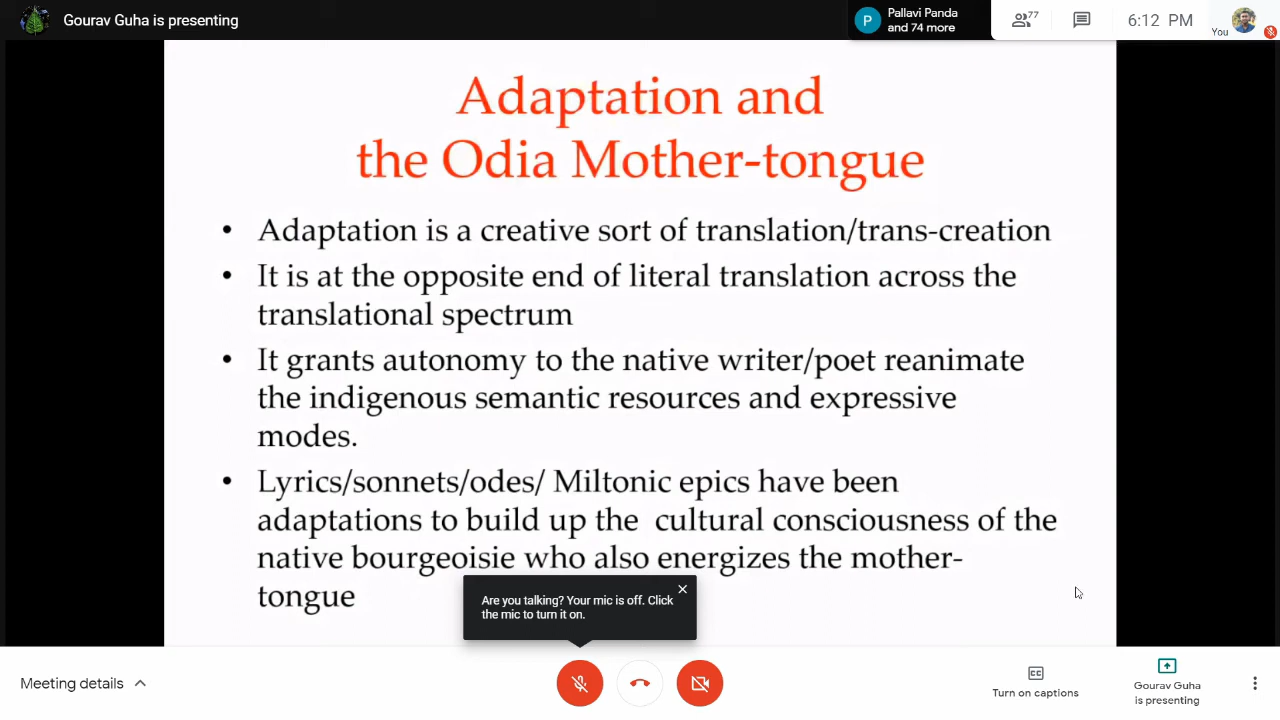 Gourav Guha is presenting
P
Pallavi Panda
and 74 more
77
6:12 PM
You
Adaptation and
the Odia Mother-tongue
• Adaptation is a creative sort of translation/trans-creation
• It is at the opposite end of literal translation across the
translational spectrum
• It grants autonomy to the native writer/poet reanimate
the indigenous semantic resources and expressive
modes.
• Lyrics/sonnets/odes/ Miltonic epics have been
adaptations to build up the cultural consciousness of the
native bourgeoisie who also energizes the mother-
tongue
Are you talking? Your mic is off. Click
the mic to turn it on.
Meeting details
CC
Turn on captions
Gourav Guha
is presenting